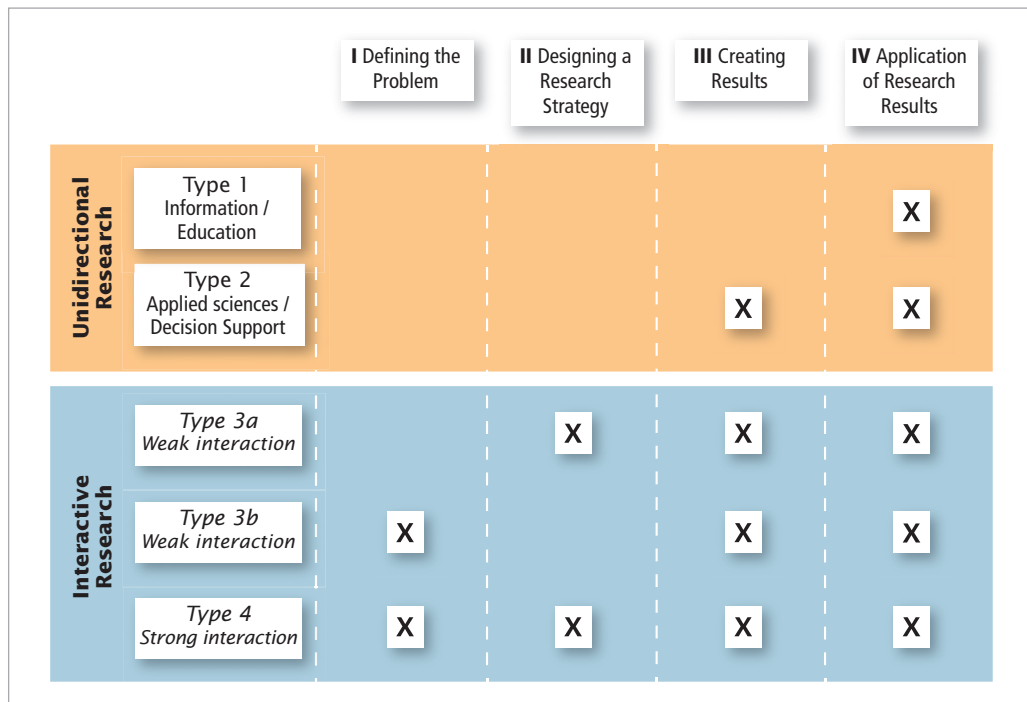 I Defining the
Problem
II Designing a
Research
Strategy
III Creating
Results
IV Application
of Research
Results
Unidirectional
Research
Type 1
Information /
Education
X
Type 2
Applied sciences /
Decision Support
X X
Interactive
Research
Type 3a
Weak interaction
X X X
Type 3b
Weak interaction
X X X
Type 4
Strong interaction
X X X X